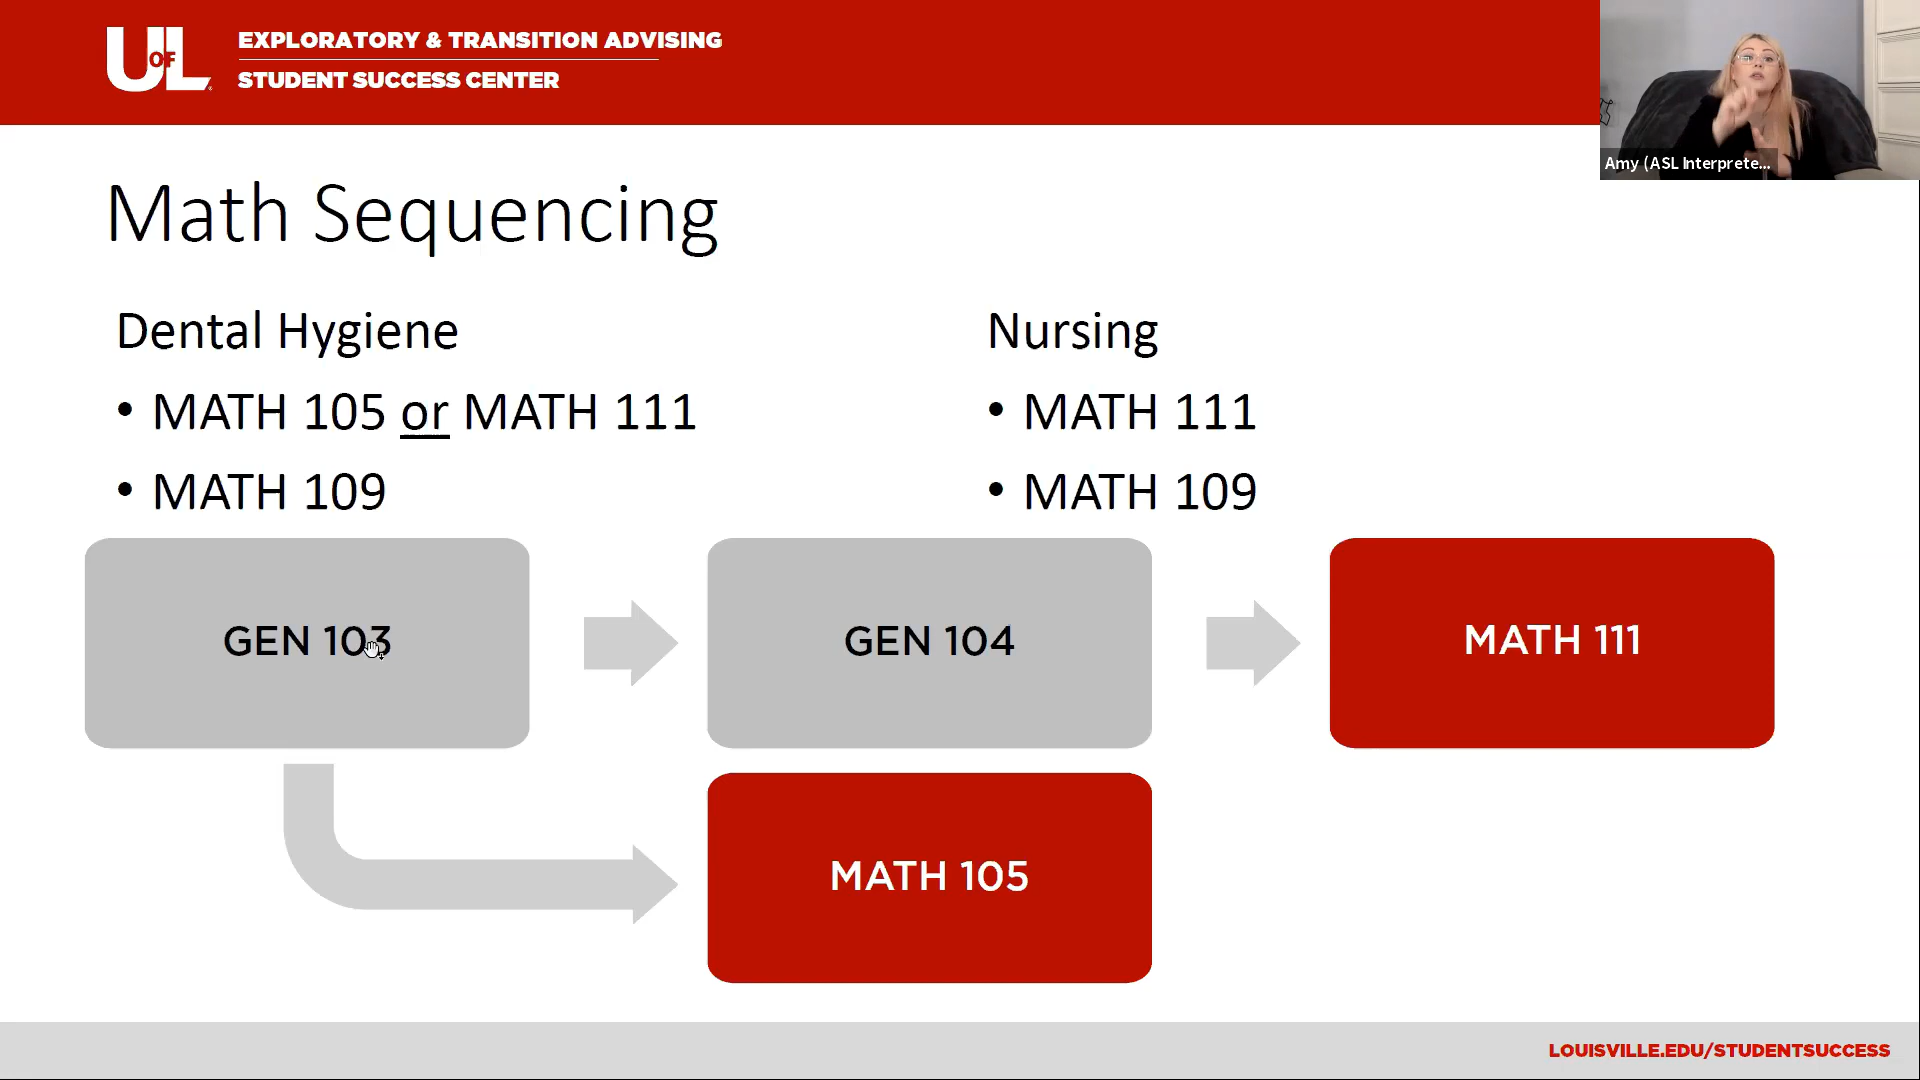 UofL
EXPLORATORY & TRANSITION ADVISING
STUDENT SUCCESS CENTER
Amy (ASL Interprete...
Math Sequencing
Dental Hygiene
• MATH 105 or MATH 111
• MATH 109
Nursing
• MATH 111
• MATH 109
GEN 103
GEN 104
MATH 111
MATH 105
LOUISVILLE.EDU/STUDENTSUCCESS